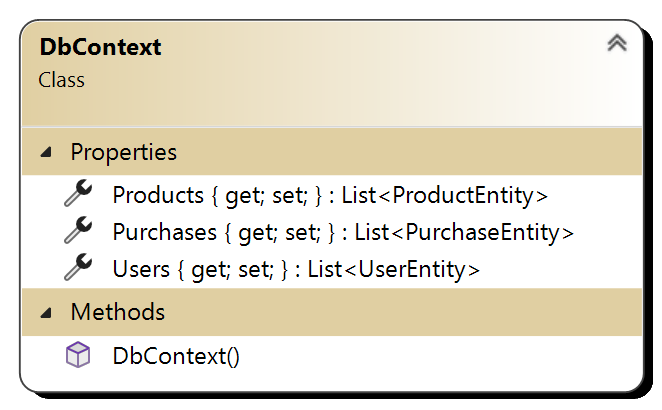 DbContext
Class
Properties
Products { get; set; } : List<ProductEntity>
Purchases { get; set; } : List<PurchaseEntity>
Users { get; set; } : List<UserEntity>
Methods
DbContext()